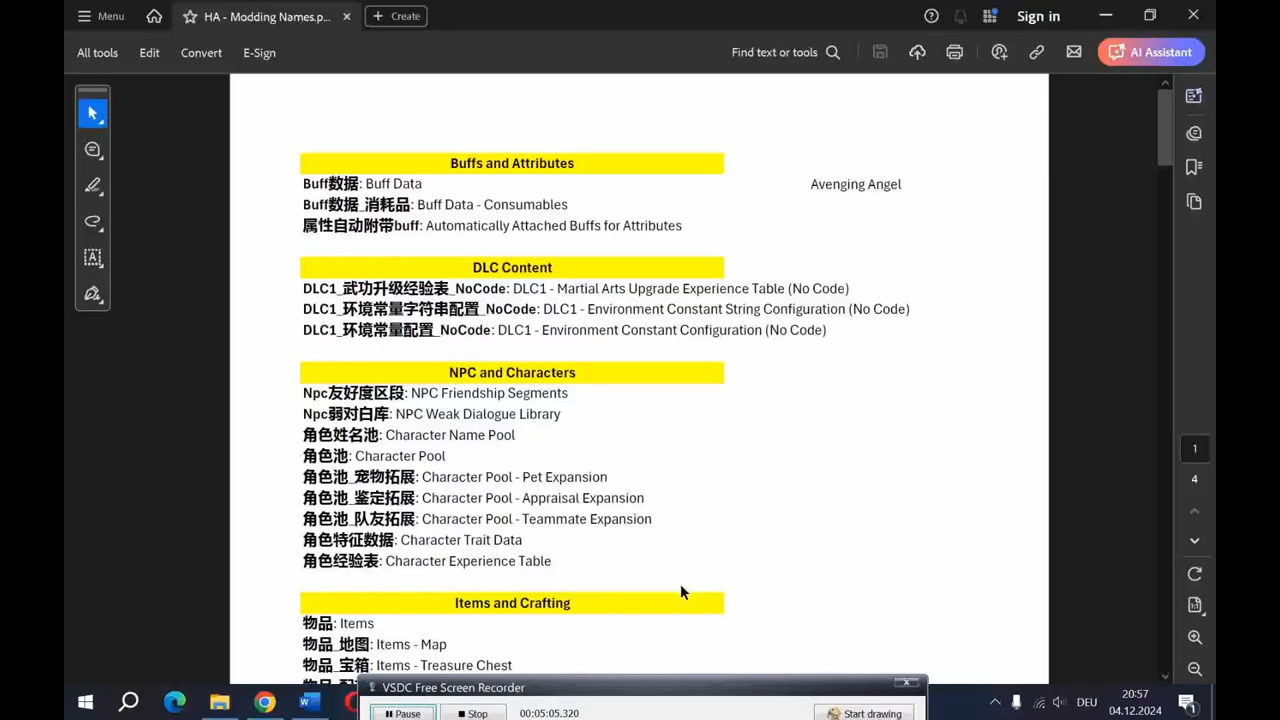 Menu
HA - Modding Names.p...
Create
Sign in
All tools
Edit
Convert
E-Sign
Find text or tools
AI Assistant
Buffs and Attributes
Buff数据: Buff Data
Avenging Angel
Buff数据_消耗品: Buff Data - Consumables
属性自动附带buff: Automatically Attached Buffs for Attributes
DLC Content
DLC1_武功升级经验表_NoCode: DLC1 - Martial Arts Upgrade Experience Table (No Code)
DLC1_环境常量字符串配置_NoCode: DLC1 - Environment Constant String Configuration (No Code)
DLC1_环境常量配置_NoCode: DLC1 - Environment Constant Configuration (No Code)
NPC and Characters
Npc友好度区段: NPC Friendship Segments
Npc弱对白库: NPC Weak Dialogue Library
角色姓名池: Character Name Pool
角色池: Character Pool
角色池_宠物拓展: Character Pool - Pet Expansion
角色池_鉴定拓展: Character Pool - Appraisal Expansion
角色池_队友拓展: Character Pool - Teammate Expansion
角色特征数据: Character Trait Data
角色经验表: Character Experience Table
Items and Crafting
物品: Items
物品_地图: Items - Map
物品_宝箱: Items - Treasure Chest
1
4
VSDC Free Screen Recorder
Pause
Stop
00:05:05.320
Start drawing
DEU
20:57
04.12.2024